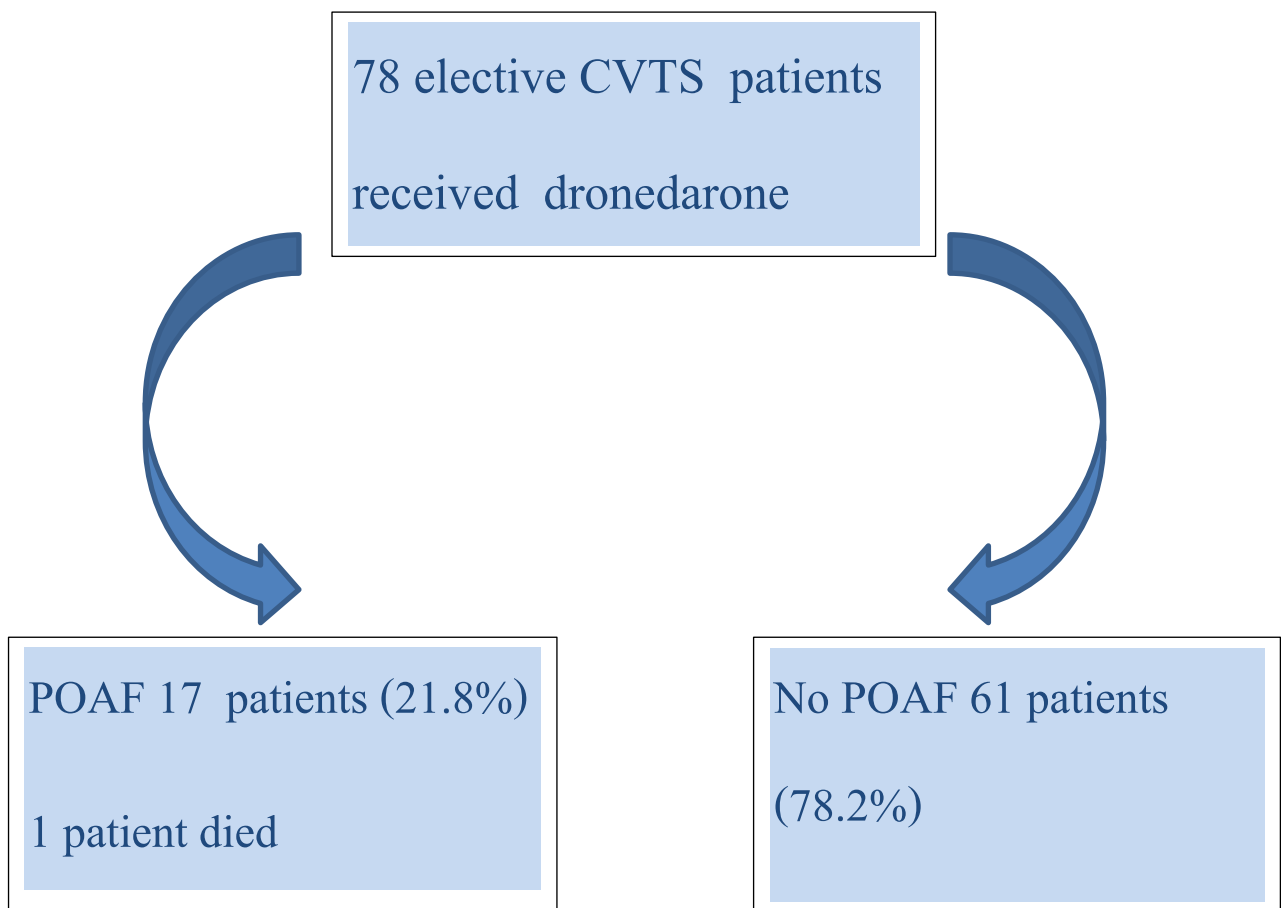 78 elective CVTS patients
received dronedarone
POAF 17 patients (21.8%)
1 patient died
No POAF 61 patients
(78.2%)